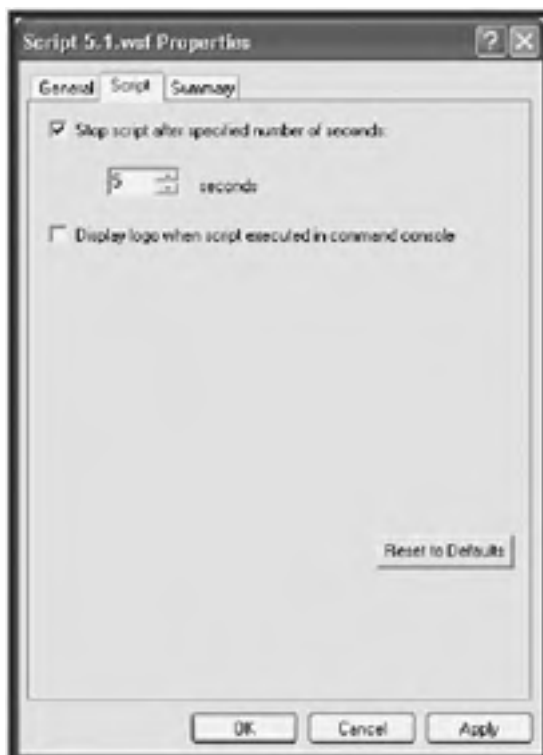 Script 5.1.wsf Properties
General Script Summary
Stop script after specified number of seconds:
5 seconds
Display logo when script executed in command console
Reset to Defaults
OK Cancel Apply